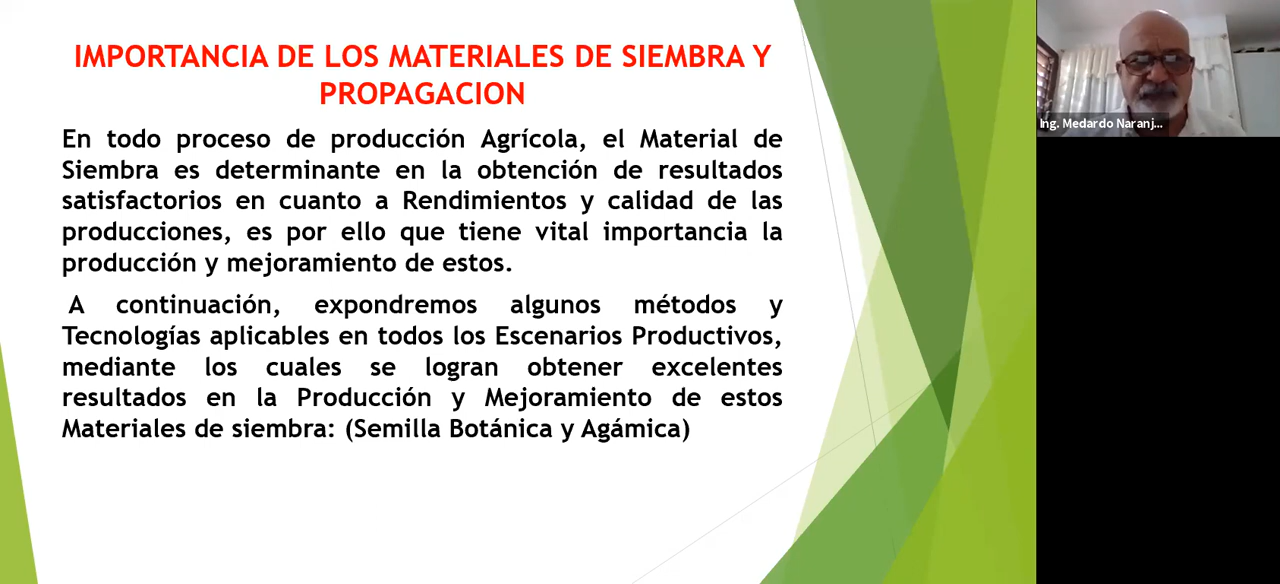 IMPORTANCIA DE LOS MATERIALES DE SIEMBRA Y
PROPAGACION
En todo proceso de producción Agrícola, el Material de
Siembra es determinante en la obtención de resultados
satisfactorios en cuanto a Rendimientos y calidad de las
producciones, es por ello que tiene vital importancia la
producción y mejoramiento de estos.
A continuación, expondremos algunos métodos y
Tecnologías aplicables en todos los Escenarios Productivos,
mediante los cuales se logran obtener excelentes
resultados en la Producción y Mejoramiento de estos
Materiales de siembra: (Semilla Botánica y Agámica)
Ing. Medardo Naranj...